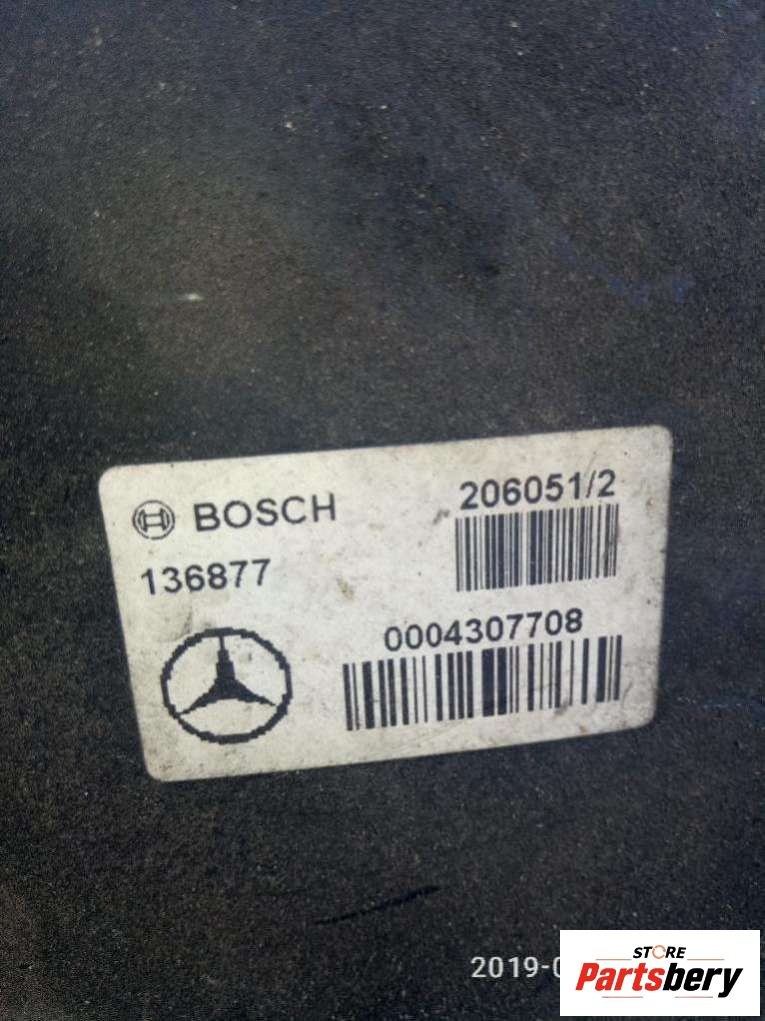 BOSCH
206051/2
136877
0004307708
2019-0
STORE
Partsbery